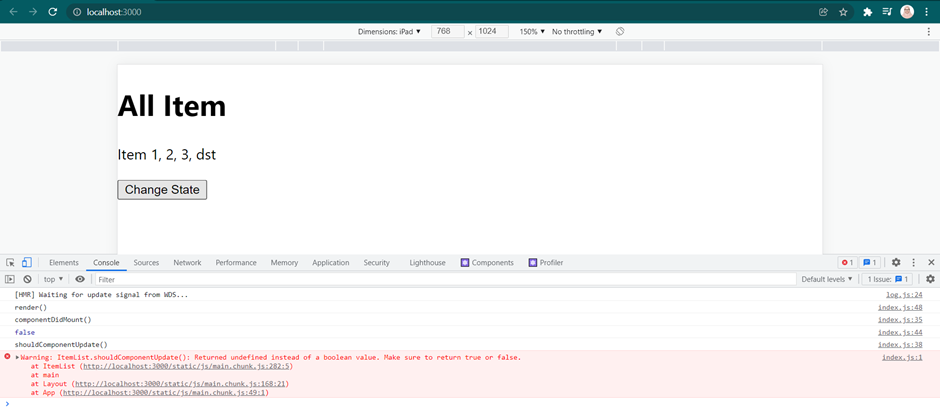 localhost:3000
Dimensions: iPad 768 x 1024 150% No throttling
All Item
Item 1, 2, 3, dst
Change State
Elements Console Sources Network Performance Memory Application Security Lighthouse Components Profiler 1 1
top Filter Default levels 1 Issue: 1
[HMR] Waiting for update signal from WDS... log.js:24
render() index.js:48
componentDidMount() index.js:35
false index.js:44
shouldComponentUpdate() index.js:38
Warning: ItemList.shouldComponentUpdate(): Returned undefined instead of a boolean value. Make sure to return true or false. index.js:1
at ItemList (http://localhost:3000/static/js/main.chunk.js:282:5)
at main
at Layout (http://localhost:3000/static/js/main.chunk.js:168:21)
at App (http://localhost:3000/static/js/main.chunk.js:49:1)